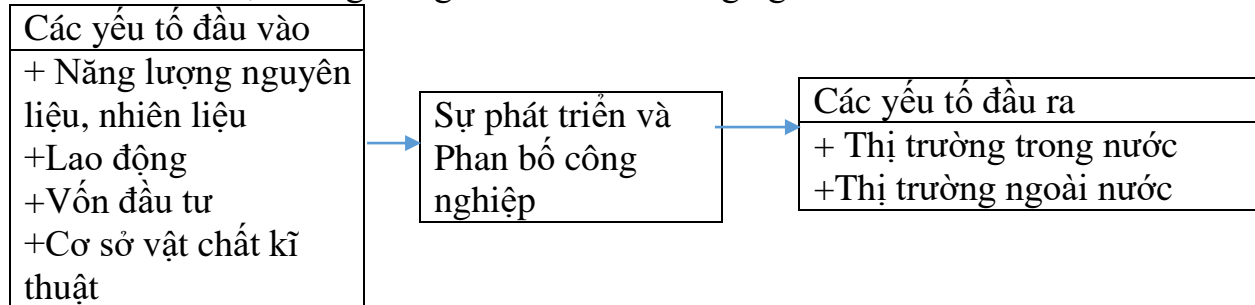 Các yếu tố đầu vào
+ Năng lượng nguyên
liệu, nhiên liệu
+Lao động
+Vốn đầu tư
+Cơ sở vật chất kĩ
thuật
Sự phát triển và
Phan bố công
nghiệp
Các yếu tố đầu ra
+ Thị trường trong nước
+Thị trường ngoài nước